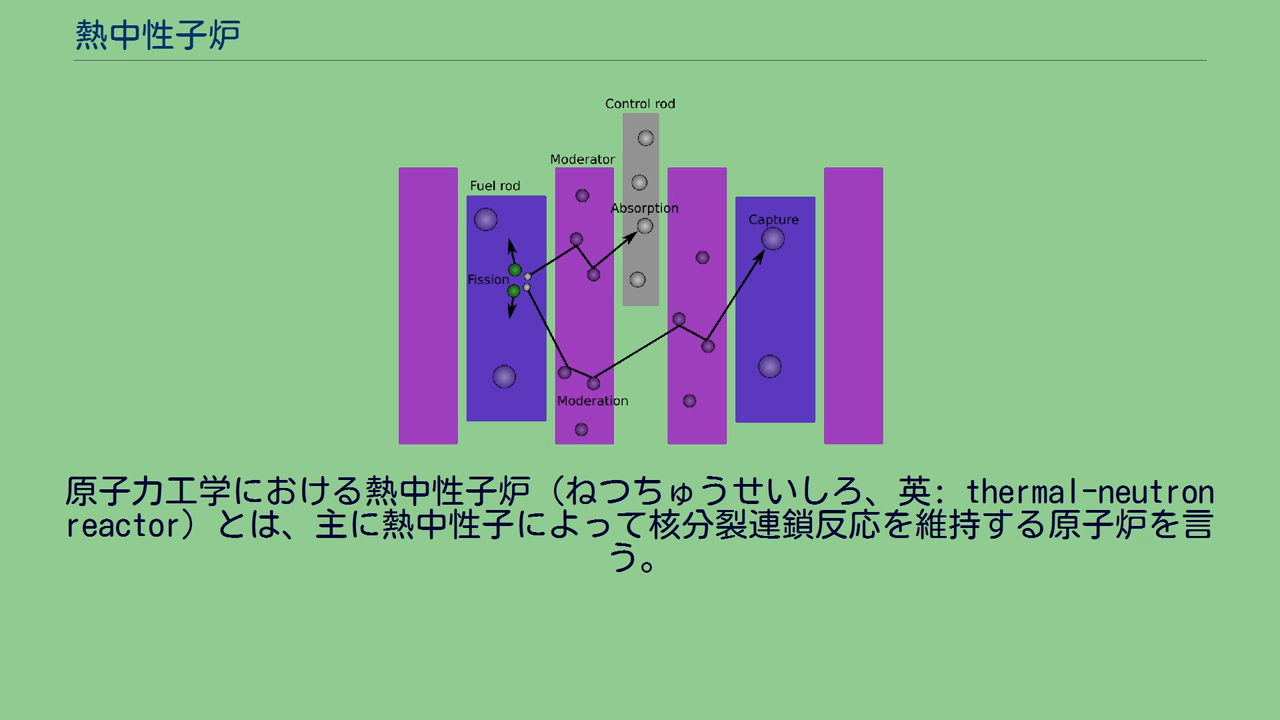 熱中性子炉
Control rod
Moderator
Fuel rod
Absorption
Capture
Fission
Moderation
原子力工学における熱中性子炉（ねつちゅうせいしろ、英: thermal-neutron
reactor）とは、主に熱中性子によって核分裂連鎖反応を維持する原子炉を言
う。